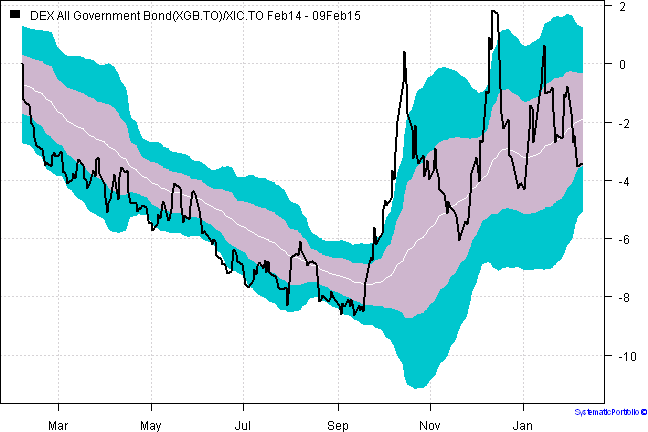 DEX All Government Bond(XGB.TO)/XIC.TO Feb14 - 09Feb15
2
0
-2
-4
-6
-8
-10
Mar May Jul Sep Nov Jan
SystematicPortfolio ©